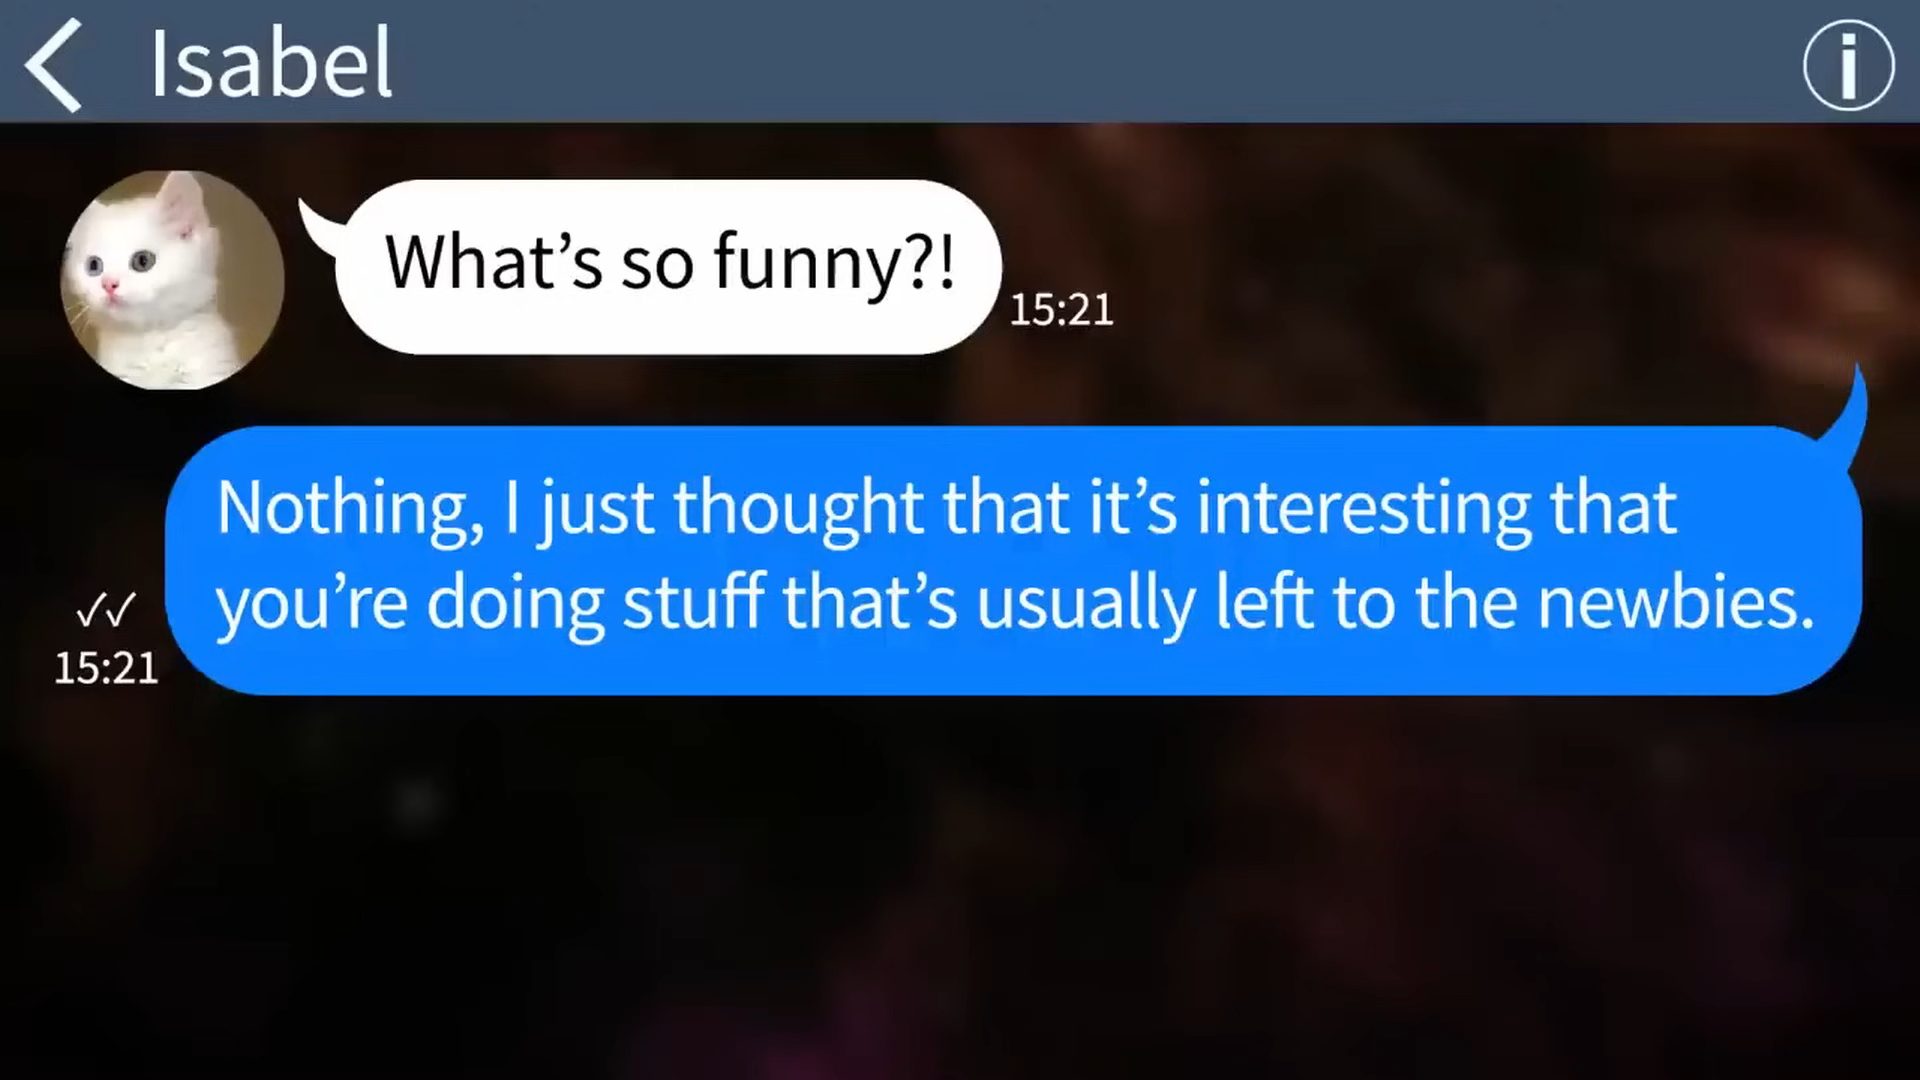 Isabel
What’s so funny?!
15:21
Nothing, I just thought that it’s interesting that
you’re doing stuff that’s usually left to the newbies.
15:21